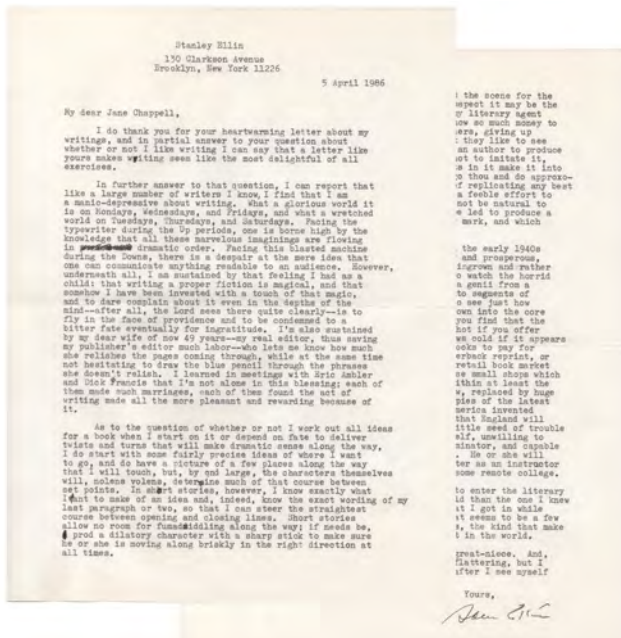 Stanley Ellin
130 Clarkson Avenue
Brooklyn, New York 11226
5 April 1986
My dear Jane Chappell,
I do thank you for your heartwarming letter about my
writings, and in partial answer to your question about
whether or not I like writing I can say that a letter like
yours makes writing seem like the most delightful of all
exercises.
In further answer to that question, I can report that
like a large number of writers I know, I find that I am
a manic-depressive about writing. What a glorious world it
is on Mondays, Wednesdays, and Fridays, and what a wretched
world on Tuesdays, Thursdays, and Saturdays. Facing the
typewriter during the Up periods, one is borne high by the
knowledge that all these marvelous imaginings are flowing
in dramatic order. Facing this blasted machine
during the Downs, there is a despair at the mere idea that
one can communicate anything readable to an audience. However,
underneath all, I am sustained by that feeling I had as a
child: that writing a proper fiction is magical, and that
somehow I have been invested with a touch of that magic,
and to dare complain about it even in the depths of the
mind--after all, the Lord sees there quite clearly--is to
fly in the face of providence and to be condemned to a
bitter fate eventually for ingratitude. I'm also sustained
by my dear wife of now 49 years--my real editor, thus saving
my publisher's editor much labor--who lets me know how much
she relishes the pages coming through, while at the same time
not hesitating to draw the blue pencil through the phrases
she doesn't relish. I learned in meetings with Eric Ambler
and Dick Francis that I'm not alone in this blessing; each of
them made such marriages, each of them found the act of
writing made all the more pleasant and rewarding because of
it.
As to the question of whether or not I work out all ideas
for a book when I start on it or depend on fate to deliver
twists and turns that will make dramatic sense along the way,
I do start with some fairly precise ideas of where I want
to go, and do have a picture of a few places along the way
that I will touch, but, by and large, the characters themselves
will, nolens volens, determine much of that course between
set points. In short stories, however, I know exactly what
I want to make of an idea and, indeed, know the exact wording of my
last paragraph or two, so that I can steer the straightest
course between opening and closing lines. Short stories
allow no room for along the way; if needs be,
I prod a dilatory character with a sharp stick to make sure
he or she is moving along briskly in the right direction at
all times.
the scene for the
it may be the
literary agent
so much money to
giving up
they like to see
an author to produce
to imitate it,
in it make it into
thou and do approxo-
of replicating any best
a feeble effort to
not be natural to
led to produce a
mark, and which
the early 1940s
and prosperous,
ingrown and rather
watch the horrid
a genii from a
to segments of
see just how
into the core
you find that the
hot if you offer
cold if it appears
to pay for
reprint, or
retail book market
small shops which
at least the
replaced by huge
of the latest
invented
that England will
seed of trouble
unwilling to
and capable
He or she will
as an instructor
some remote college.
to enter the literary
than the one I know
I got in while
seems to be a few
the kind that make
in the world.
great-niece. And,
flattering, but I
after I see myself
Yours,
Stan Ellin